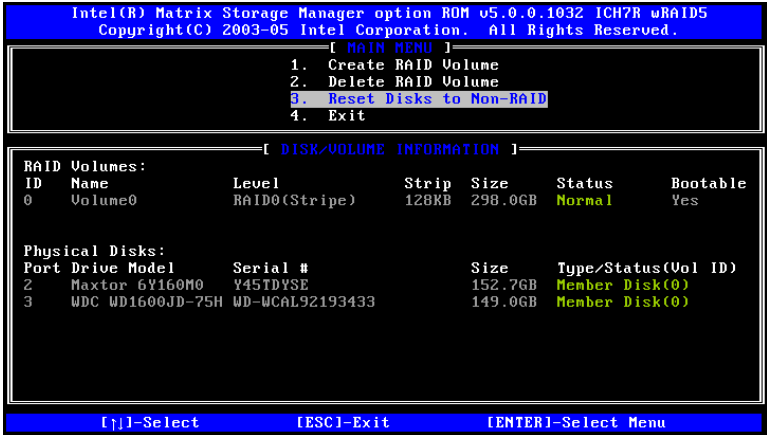 Intel(R) Matrix Storage Manager option ROM v5.0.0.1032 ICH7R wRAID5
Copyright(C) 2003-05 Intel Corporation. All Rights Reserved.
[ MAIN MENU ]
1. Create RAID Volume
2. Delete RAID Volume
3. Reset Disks to Non-RAID
4. Exit
[ DISK/VOLUME INFORMATION ]
RAID Volumes:
ID Name Level Strip Size Status Bootable
0 Volume0 RAID0(Stripe) 128KB 298.0GB Normal Yes
Physical Disks:
Port Drive Model Serial # Size Type/Status(Vol ID)
2 Maxtor 6Y160M0 Y45TDYSE 152.7GB Member Disk(0)
3 WDC WD1600JD-75H WD-WCAL92193433 149.0GB Member Disk(0)
[↑↓]-Select [ESC]-Exit [ENTER]-Select Menu